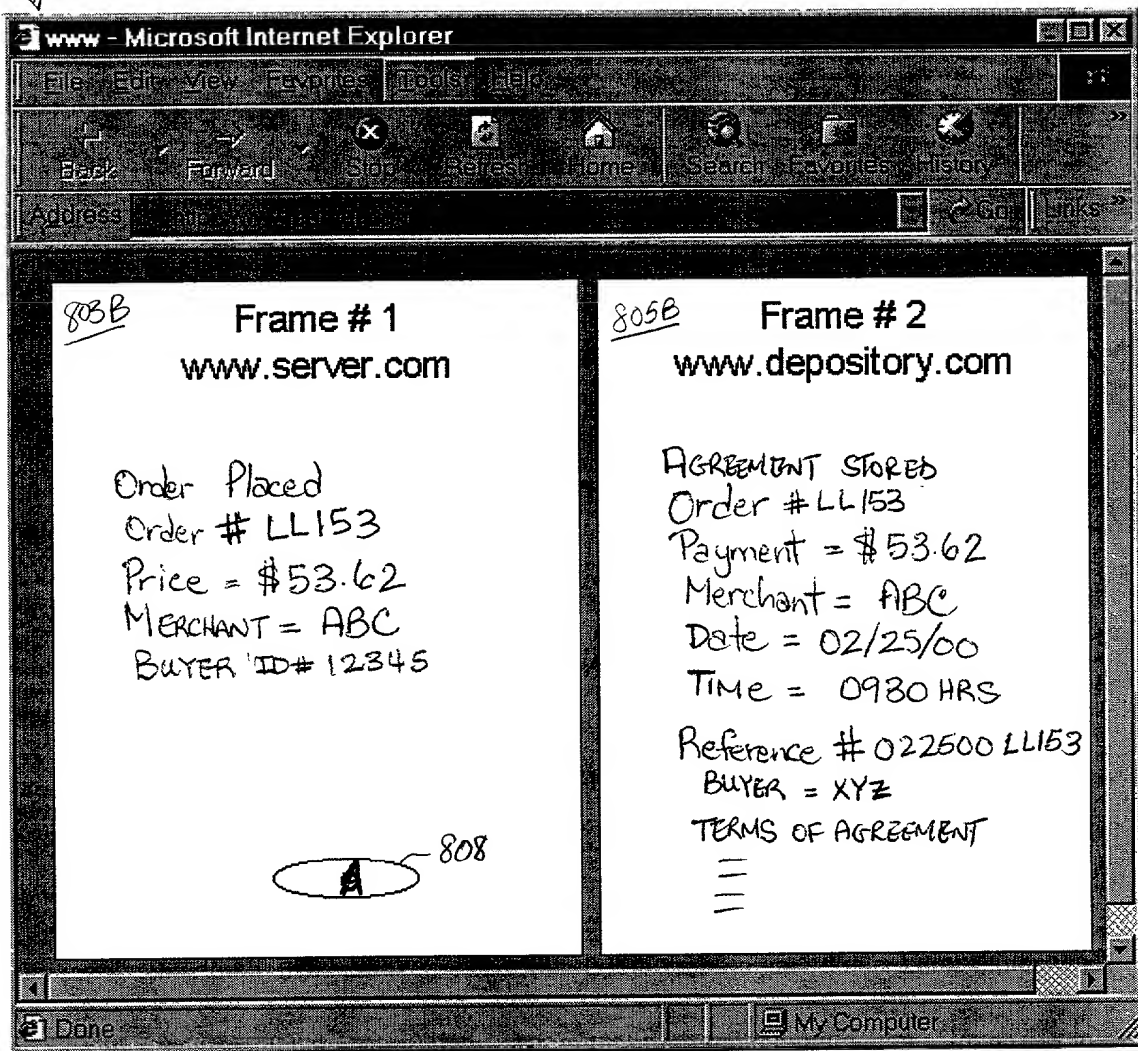 www - Microsoft Internet Explorer
File Edit View Favorites Tools Help
Back Forward Stop Refresh Home Search Favorites History
Address Go Links
803B
Frame # 1
www.server.com
Order Placed
Order # LL153
Price = $53.62
MERCHANT = ABC
BUYER ID# 12345
A
808
805B
Frame # 2
www.depository.com
AGREEMENT STORED
Order #LL153
Payment = $53.62
Merchant = ABC
Date = 02/25/00
TIME = 0930 HRS
Reference # 022500 LL153
BUYER = XYZ
TERMS OF AGREEMENT
Done
My Computer